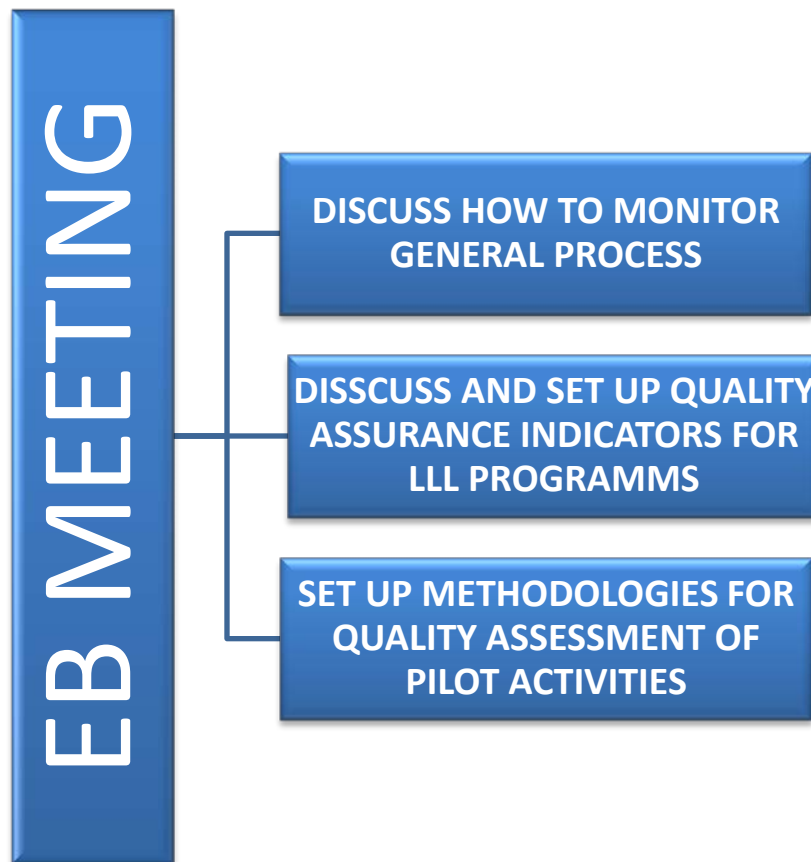 EB MEETING
DISCUSS HOW TO MONITOR
GENERAL PROCESS
DISSCUSS AND SET UP QUALITY
ASSURANCE INDICATORS FOR
LLL PROGRAMMS
SET UP METHODOLOGIES FOR
QUALITY ASSESSMENT OF
PILOT ACTIVITIES